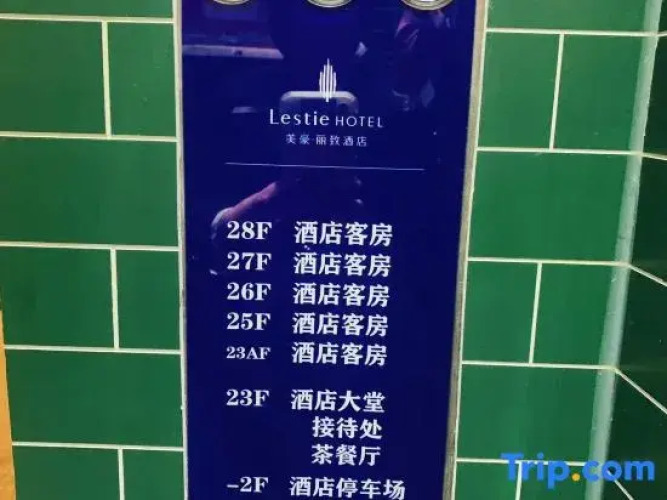 Lestie HOTEL
美豪·丽致酒店
28F 酒店客房
27F 酒店客房
26F 酒店客房
25F 酒店客房
23AF 酒店客房
23F 酒店大堂
接待处
茶餐厅
-2F 酒店停车场
Trip.com